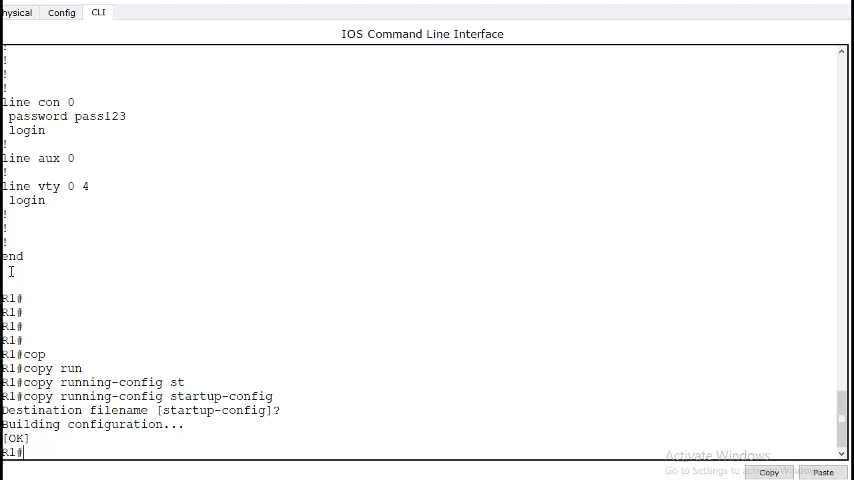 hysical Config CLI
IOS Command Line Interface
!
!
!
!
line con 0
password pass123
login
!
line aux 0
!
line vty 0 4
login
!
!
!
end
R1#
R1#
R1#
R1#
R1#cop
R1#copy run
R1#copy running-config st
R1#copy running-config startup-config
Destination filename [startup-config]?
Building configuration...
[OK]
R1#
Activate Windows
Go to Settings to activate Windows.
Copy Paste